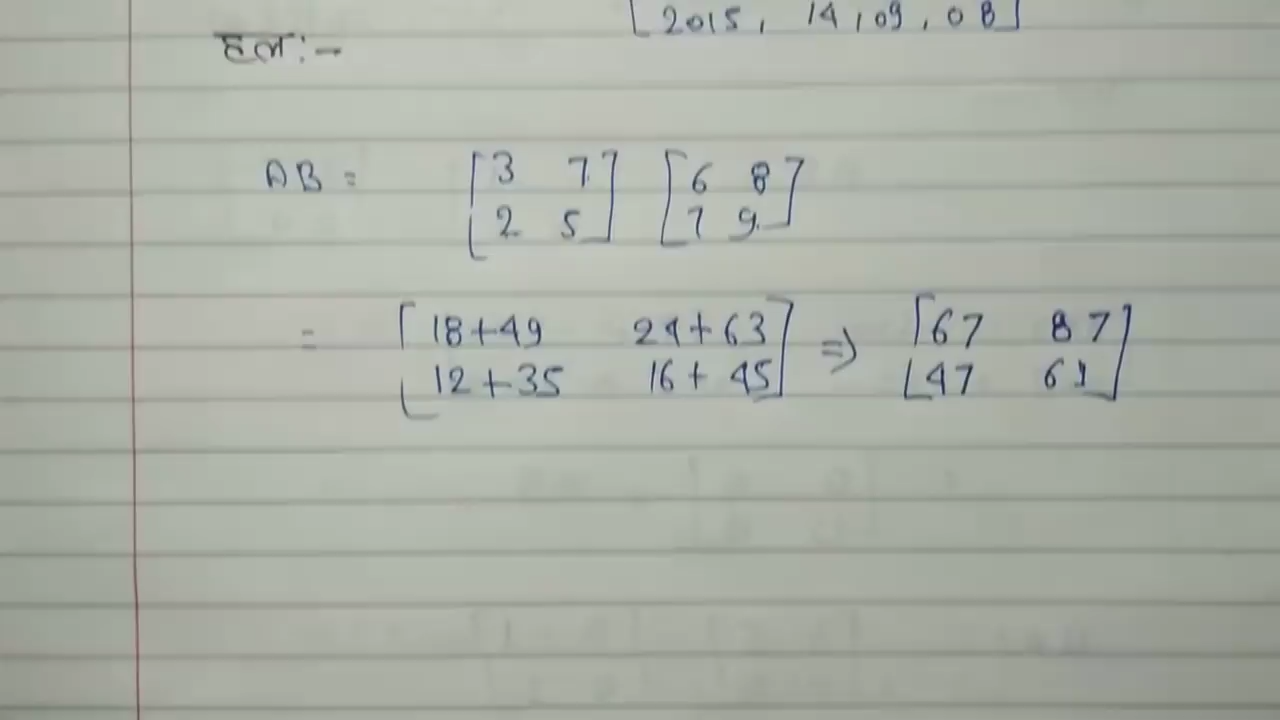 [2015, 14, 09, 08]
हल:-
AB = [3 7] [6 8]
[2 5] [7 9]
= [18+49 24+63] => [67 87]
[12+35 16+45] [47 61]